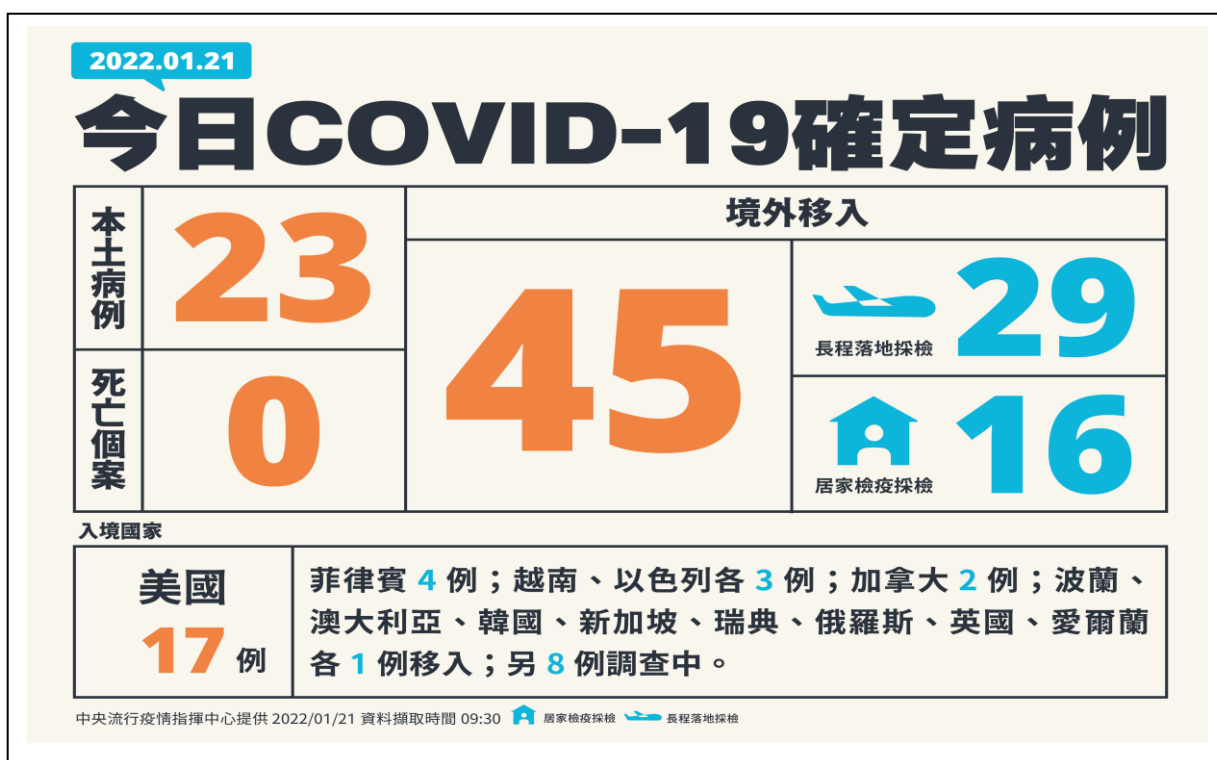 2022.01.21
今日COVID-19確定病例
本土病例
23
境外移入
45
長程落地採檢
29
死亡個案
0
居家檢疫採檢
16
入境國家
美國
17 例
菲律賓 4 例；越南、以色列各 3 例；加拿大 2 例；波蘭、
澳大利亞、韓國、新加坡、瑞典、俄羅斯、英國、愛爾蘭
各 1 例移入；另 8 例調查中。
中央流行疫情指揮中心提供 2022/01/21 資料擷取時間 09:30 居家檢疫採檢 長程落地採檢